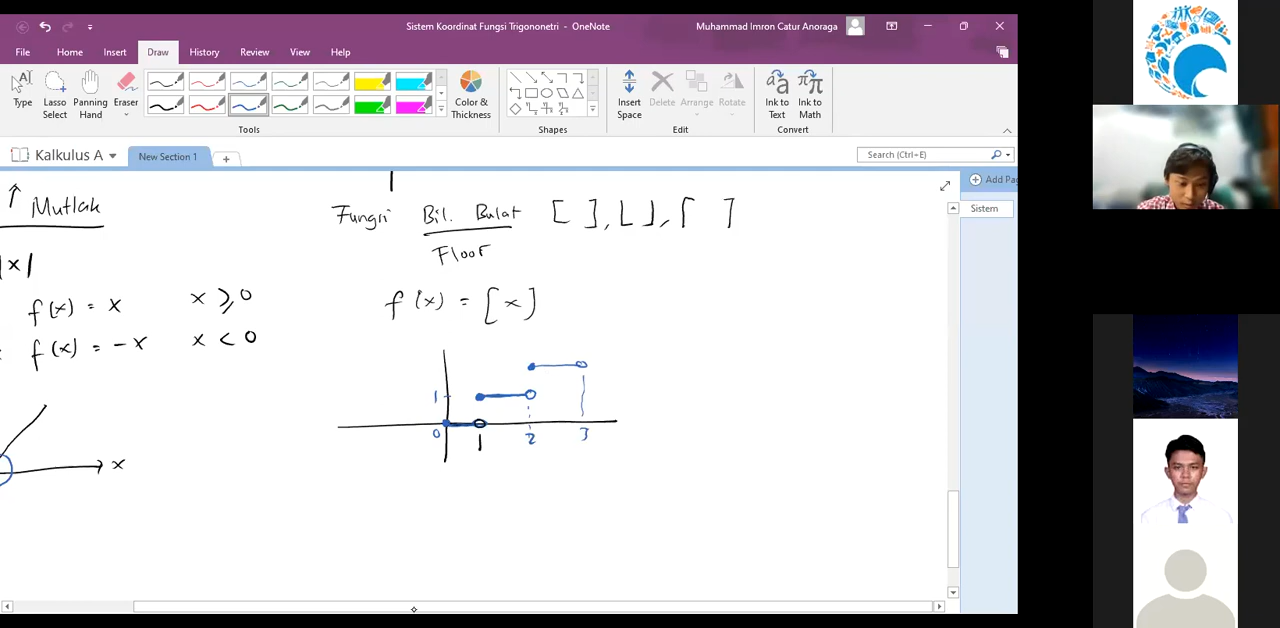 Sistem Koordinat Fungsi Trigononetri - OneNote
Muhammad Imron Catur Anoraga
File Home Insert Draw History Review View Help
Type
Lasso Select
Panning Hand
Eraser
Color & Thickness
Insert Space
Delete
Arrange
Rotate
Ink to Text
Ink to Math
Tools
Shapes
Edit
Convert
Kalkulus A
New Section 1
+
Search (Ctrl+E)
Add Pag
Sistem
↑ Mutlak
|x|
f(x) = x x ≥ 0
f(x) = -x x < 0
x
Fungsi Bil. Bulat [ ], ⌊ ⌋, ⌈ ⌉
Floor
f(x) = [x]
1
0 1 2 3